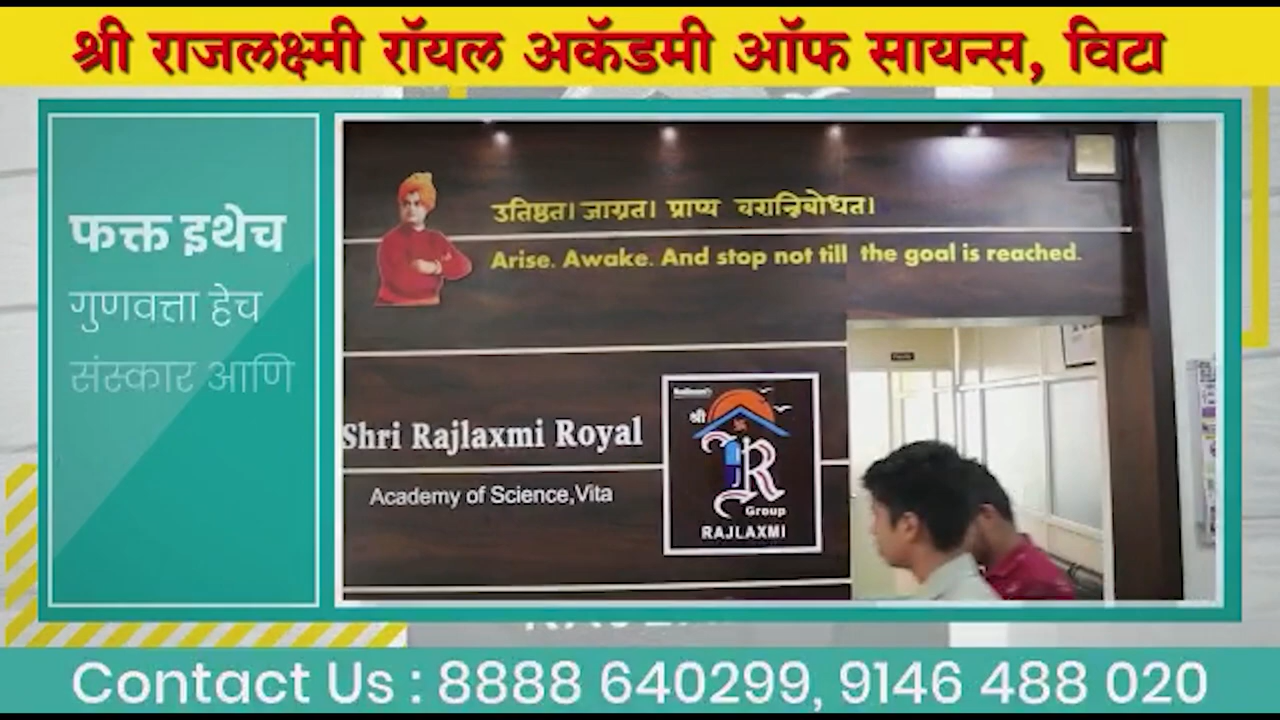 श्री राजलक्ष्मी रॉयल अकॅडमी ऑफ सायन्स, विटा
फक्त इथेच
गुणवत्ता हेच
संस्कार आणि
उतिष्ठत। जाग्रत। प्राप्य वरान्निबोधत।
Arise. Awake. And stop not till the goal is reached.
Shri Rajlaxmi Royal
Academy of Science,Vita
श्री
R
Group
RAJLAXMI
Contact Us : 8888 640299, 9146 488 020